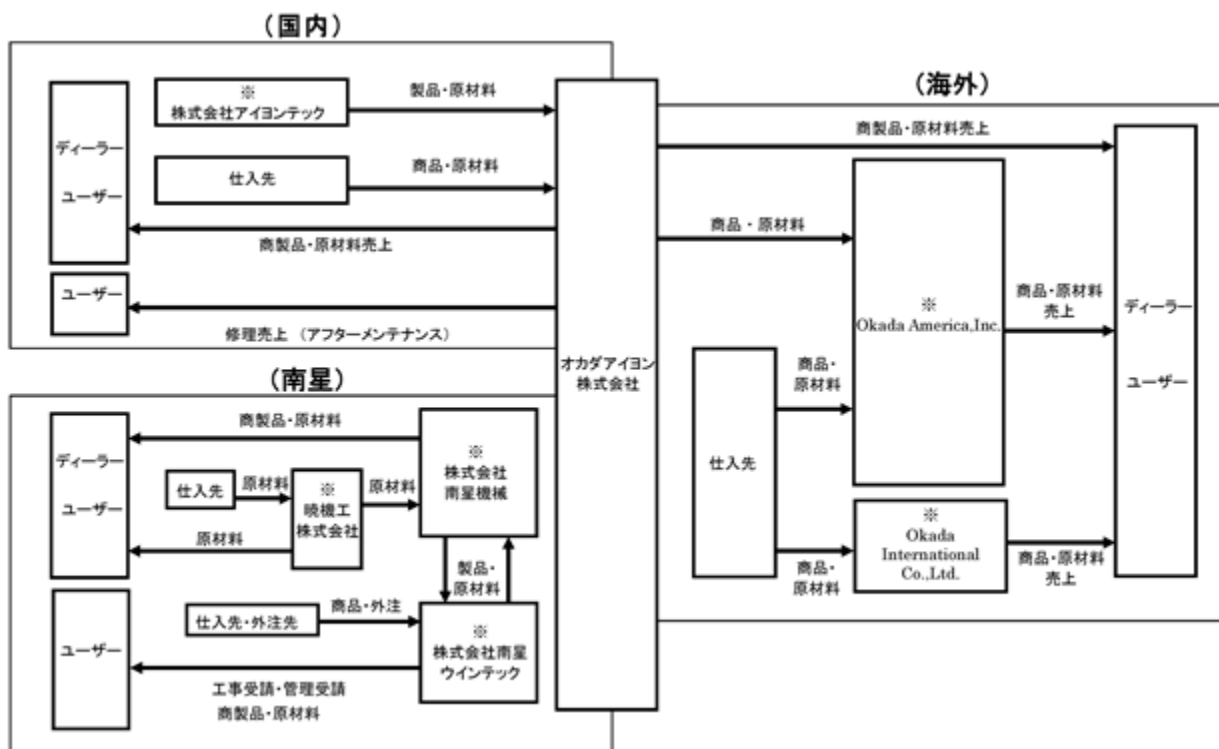 （国内）
※
株式会社アイヨンテック
製品・原材料
仕入先
商品・原材料
ディーラー
ユーザー
商製品・原材料売上
ユーザー
修理売上 （アフターメンテナンス）
オカダアイヨン
株式会社
（海外）
商製品・原材料売上
商品 ・ 原材料
※
Okada America,Inc.
商品・原材料
売上
ディーラー
ユーザー
仕入先
商品・
原材料
商品・
原材料
※
Okada
International
Co.,Ltd.
商品・原材料
売上
（南星）
ディーラー
ユーザー
商製品・原材料
※
株式会社
南星機械
仕入先
原材料
※
暁機工
株式会社
原材料
原材料
製品・
原材料
仕入先・外注先
商品・外注
※
株式会社南星
ウインテック
ユーザー
工事受請・管理受請
商製品・原材料